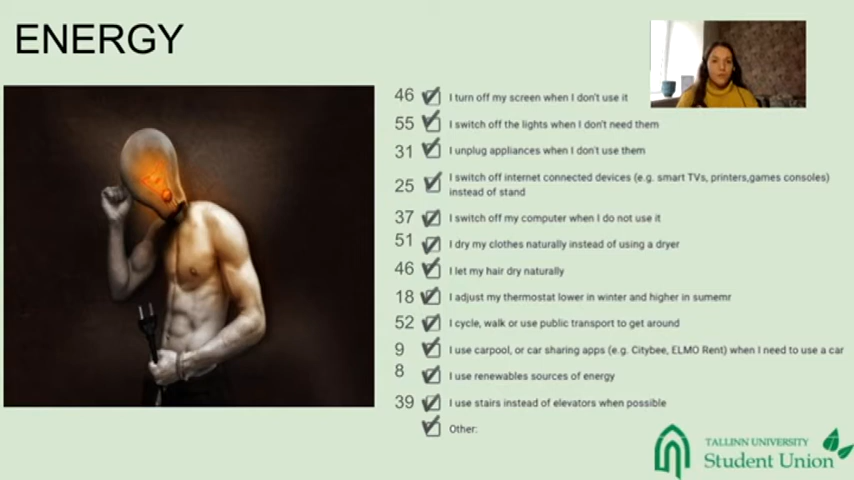 ENERGY
46 I turn off my screen when I don't use it
55 I switch off the lights when I don't need them
31 I unplug appliances when I don't use them
25 I switch off internet connected devices (e.g. smart TVs, printers,games consoles)
instead of stand
37 I switch off my computer when I do not use it
51 I dry my clothes naturally instead of using a dryer
46 I let my hair dry naturally
18 I adjust my thermostat lower in winter and higher in sumemr
52 I cycle, walk or use public transport to get around
9 I use carpool, or car sharing apps (e.g. Citybee, ELMO Rent) when I need to use a car
8 I use renewables sources of energy
39 I use stairs instead of elevators when possible
Other:
TALLINN UNIVERSITY
Student Union